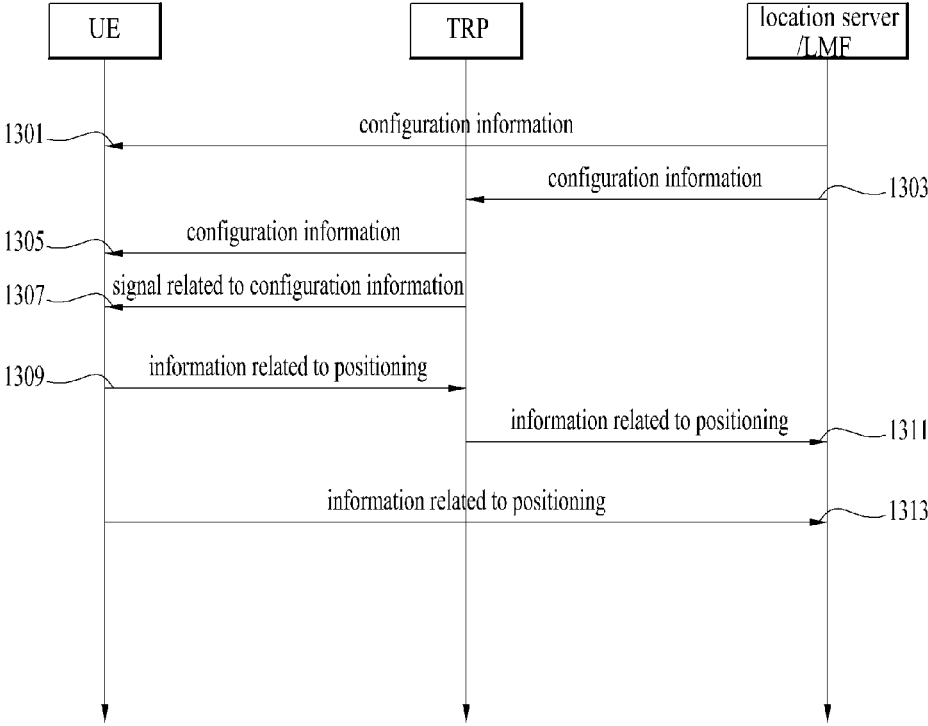 UE
TRP
location server
/LMF
1301
configuration information
configuration information
1303
1305
configuration information
1307
signal related to configuration information
1309
information related to positioning
information related to positioning
1311
information related to positioning
1313